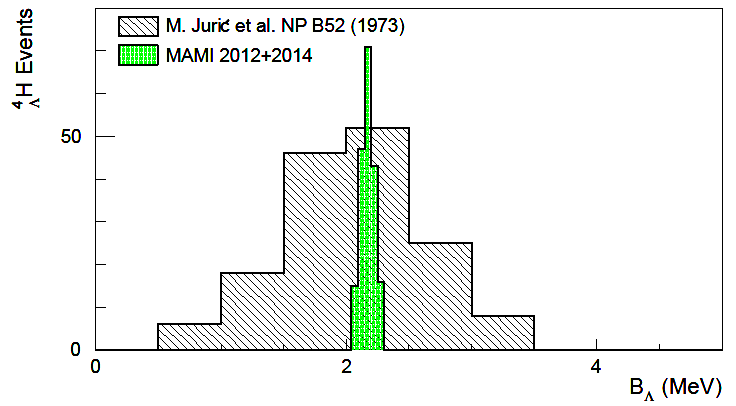 M. Jurič et al. NP B52 (1973)
MAMI 2012+2014
⁴ΛH Events
50
0
0 2 4
BΛ (MeV)